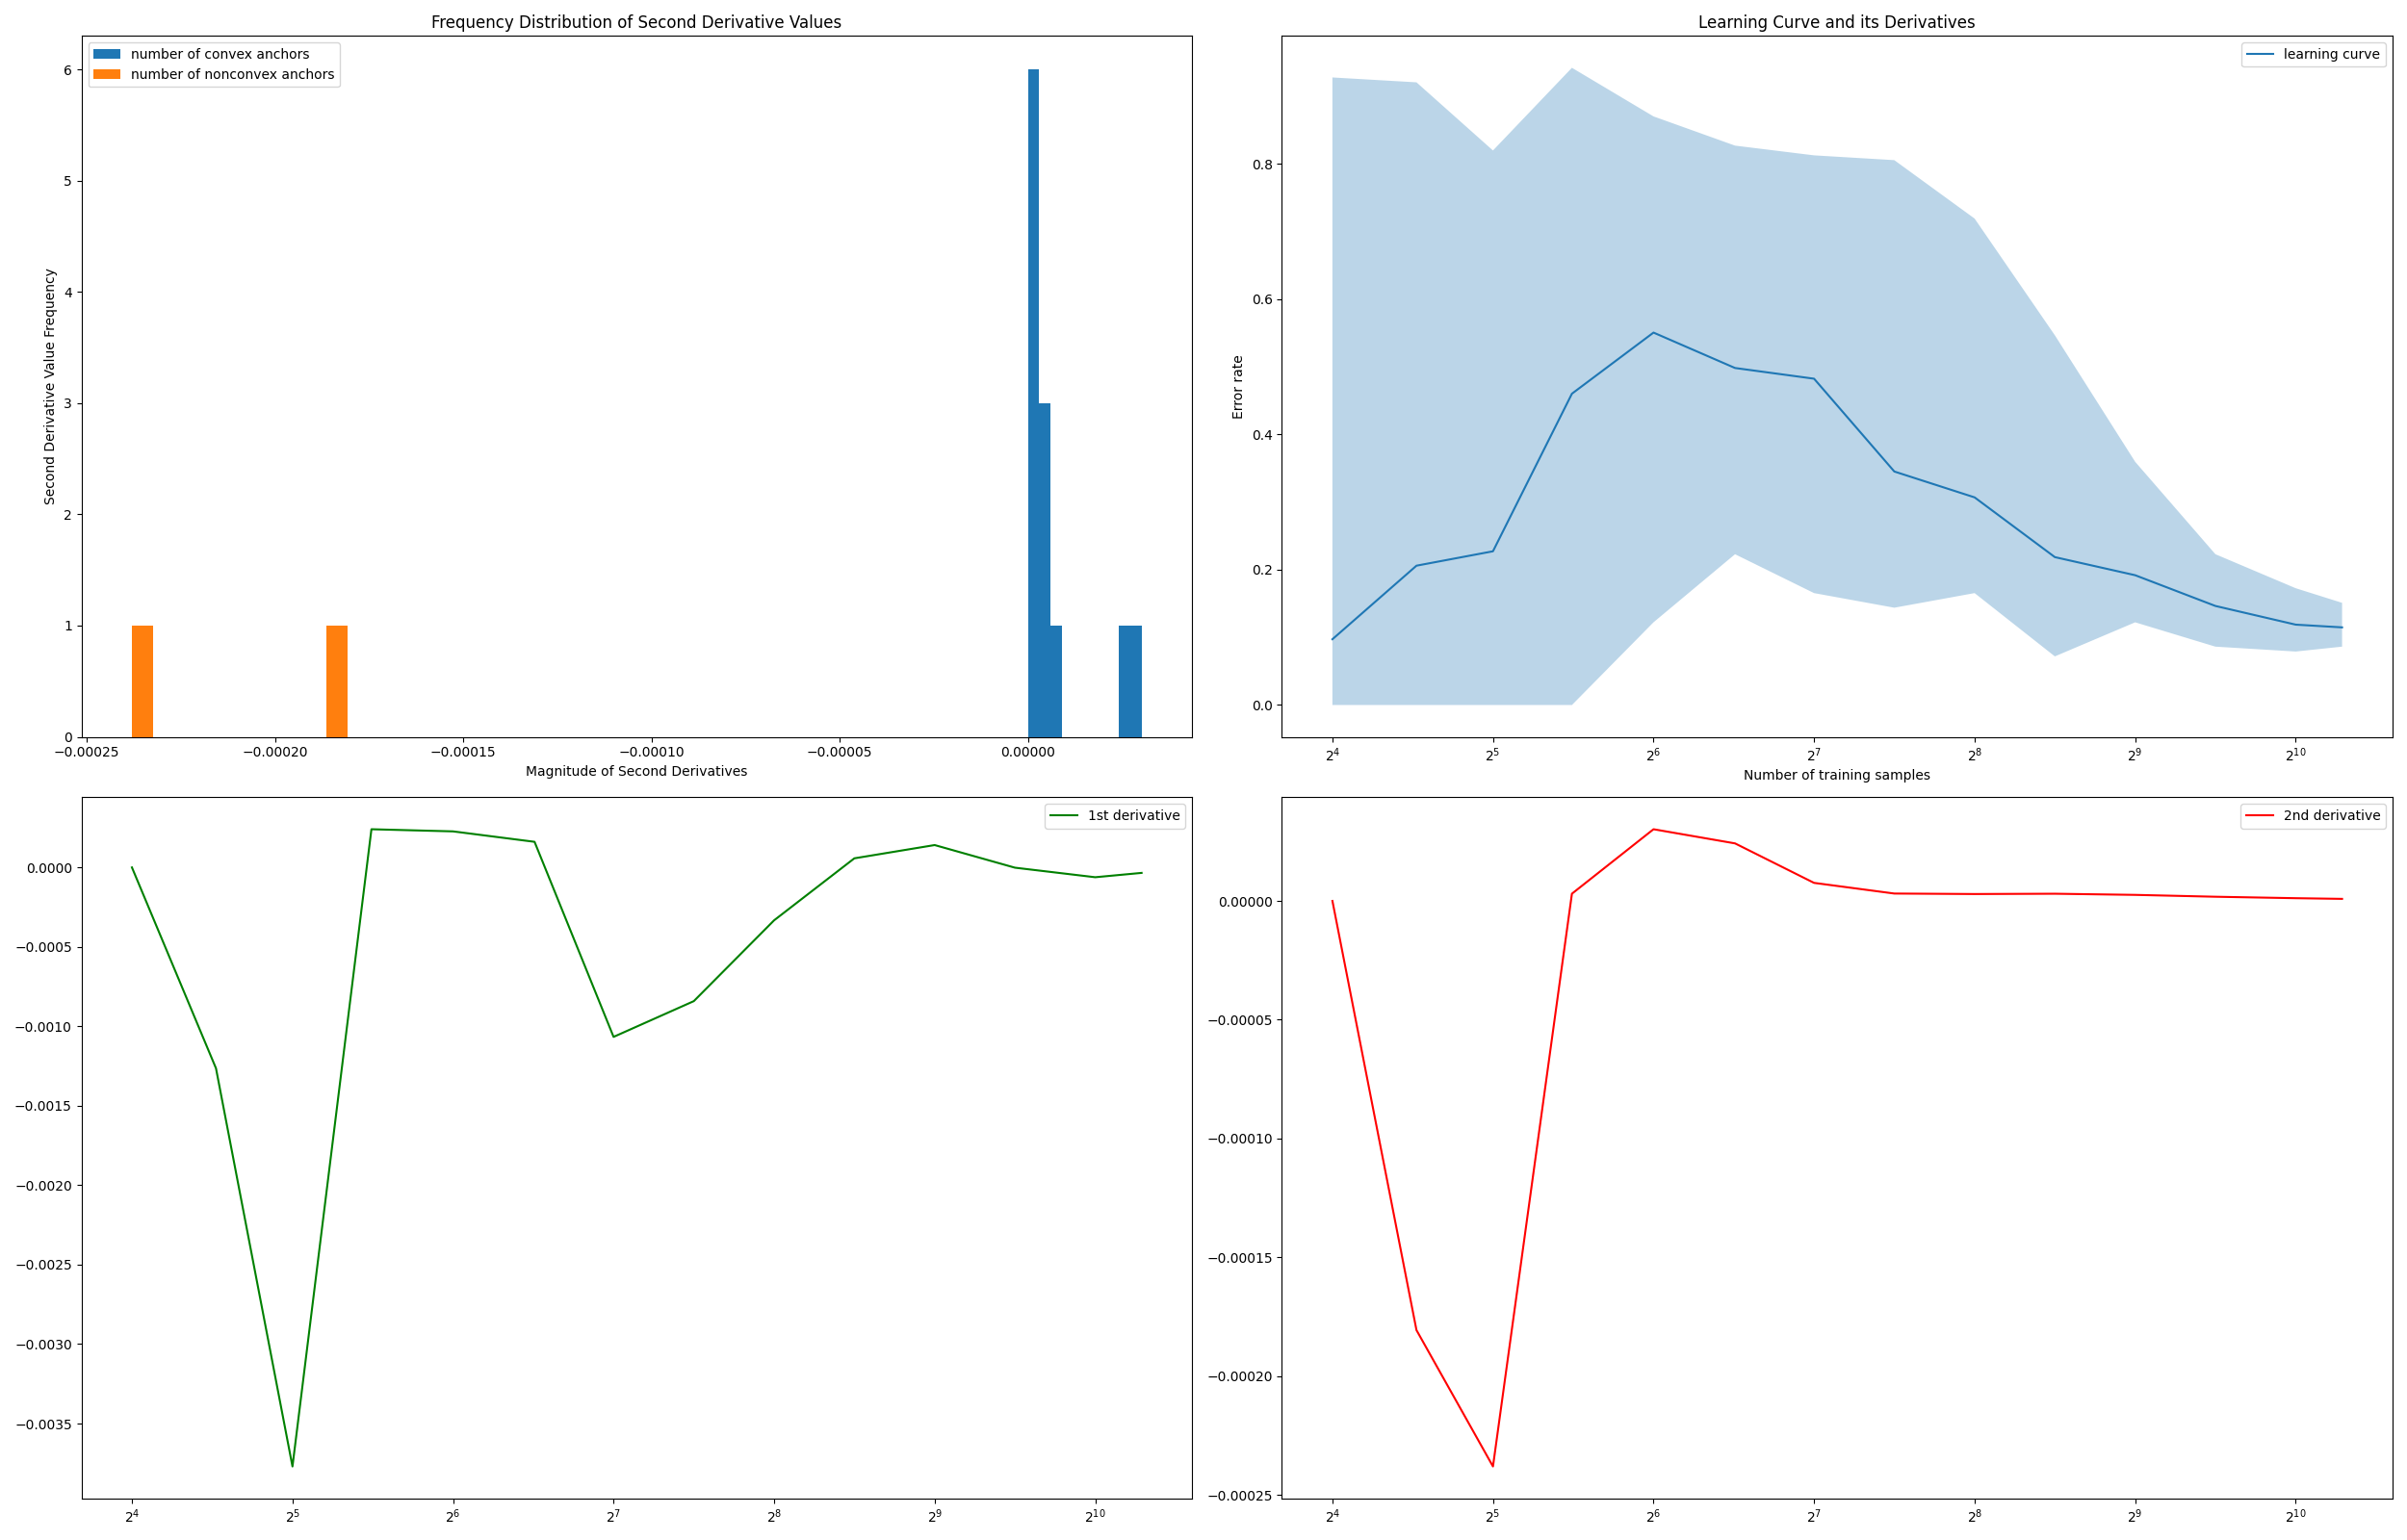 Frequency Distribution of Second Derivative Values
number of convex anchors
number of nonconvex anchors
Second Derivative Value Frequency
6
5
4
3
2
1
0
−0.00025 −0.00020 −0.00015 −0.00010 −0.00005 0.00000
Magnitude of Second Derivatives
Learning Curve and its Derivatives
learning curve
Error rate
0.8
0.6
0.4
0.2
0.0
2⁴ 2⁵ 2⁶ 2⁷ 2⁸ 2⁹ 2¹⁰
Number of training samples
1st derivative
0.0000
−0.0005
−0.0010
−0.0015
−0.0020
−0.0025
−0.0030
−0.0035
2⁴ 2⁵ 2⁶ 2⁷ 2⁸ 2⁹ 2¹⁰
2nd derivative
0.00000
−0.00005
−0.00010
−0.00015
−0.00020
−0.00025
2⁴ 2⁵ 2⁶ 2⁷ 2⁸ 2⁹ 2¹⁰